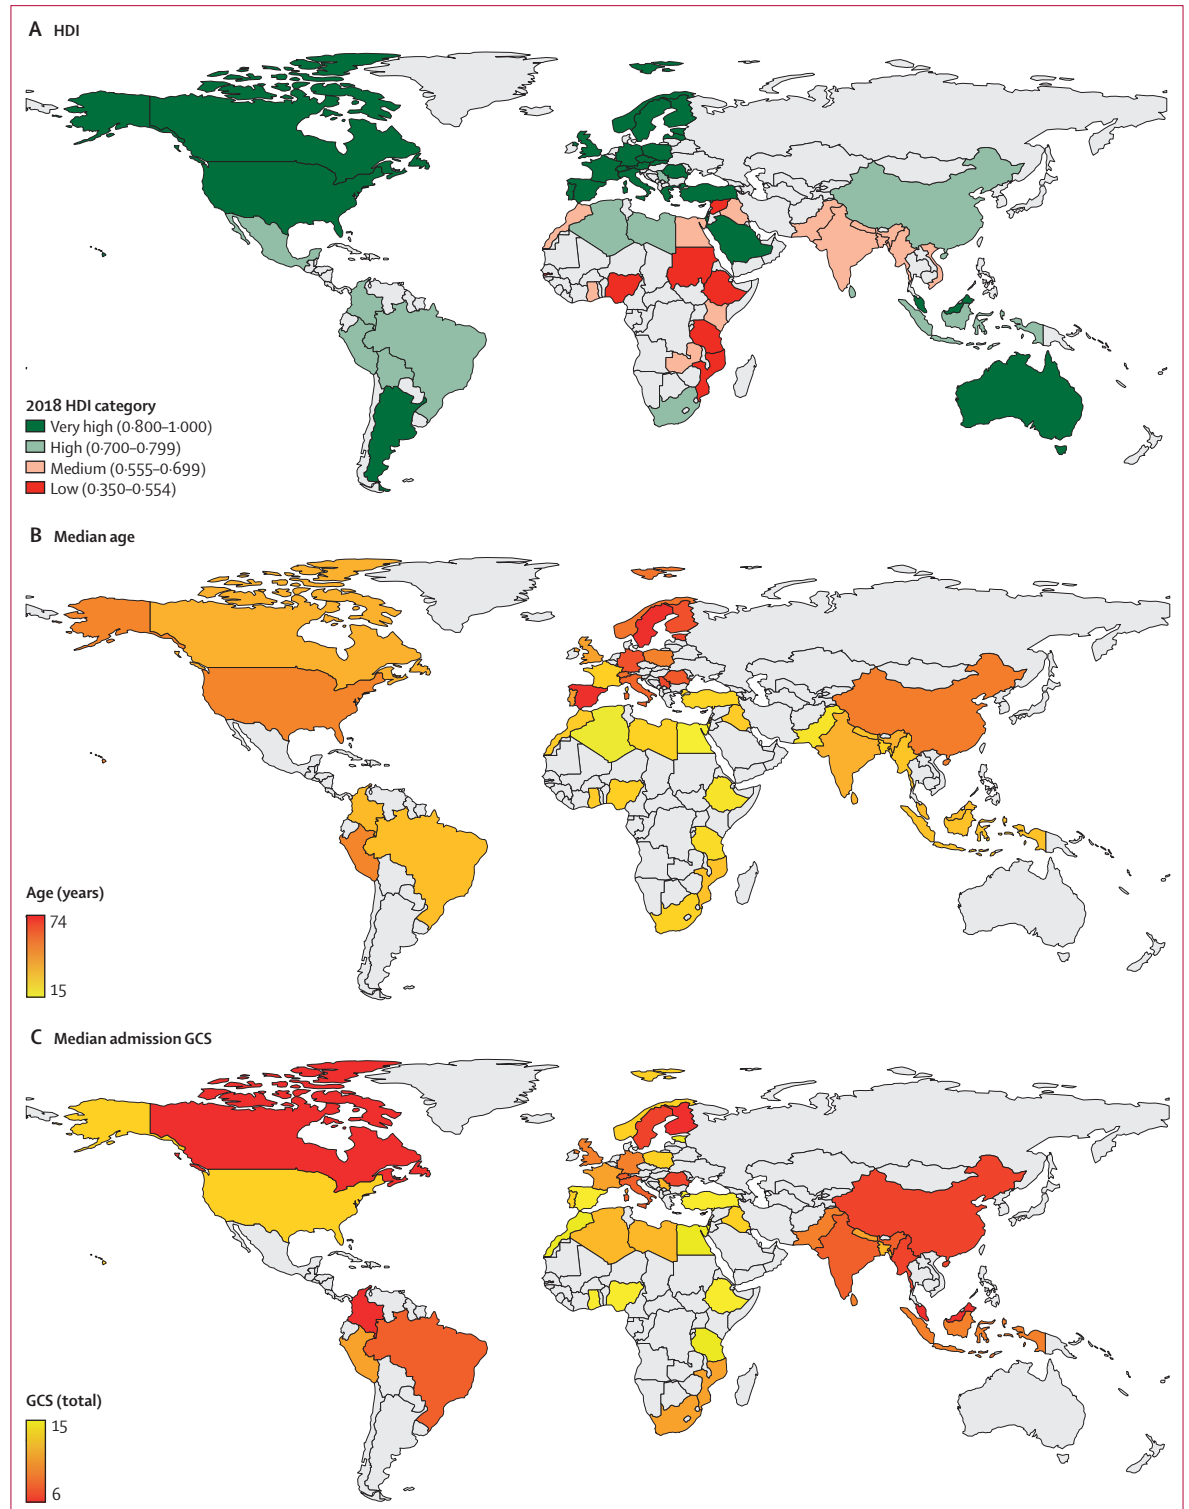 A HDI
2018 HDI category
Very high (0·800–1·000)
High (0·700–0·799)
Medium (0·555–0·699)
Low (0·350–0·554)
B Median age
Age (years)
74
15
C Median admission GCS
GCS (total)
15
6